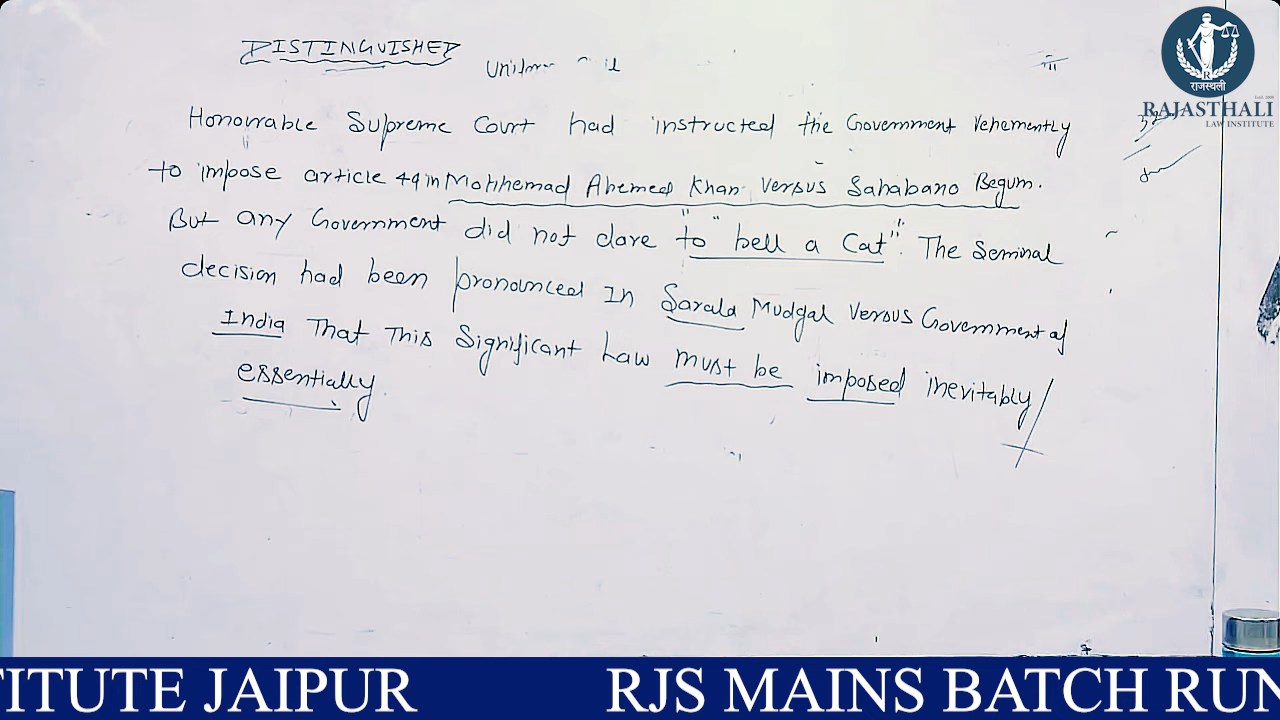 DISTINGUISHED
राजस्थली
RAJASTHALI
LAW INSTITUTE
Honourable Supreme Court had instructed the Government vehemently
to impose article 44 in Mohhemad Ahemed Khan versus Sahabano Begum.
But any Government did not dare to "bell a Cat". The Seminal
decision had been pronounced In Sarala Mudgal versus Government of
India That This Significant Law must be imposed inevitably/
essentially.
TITUTE JAIPUR RJS MAINS BATCH RUN